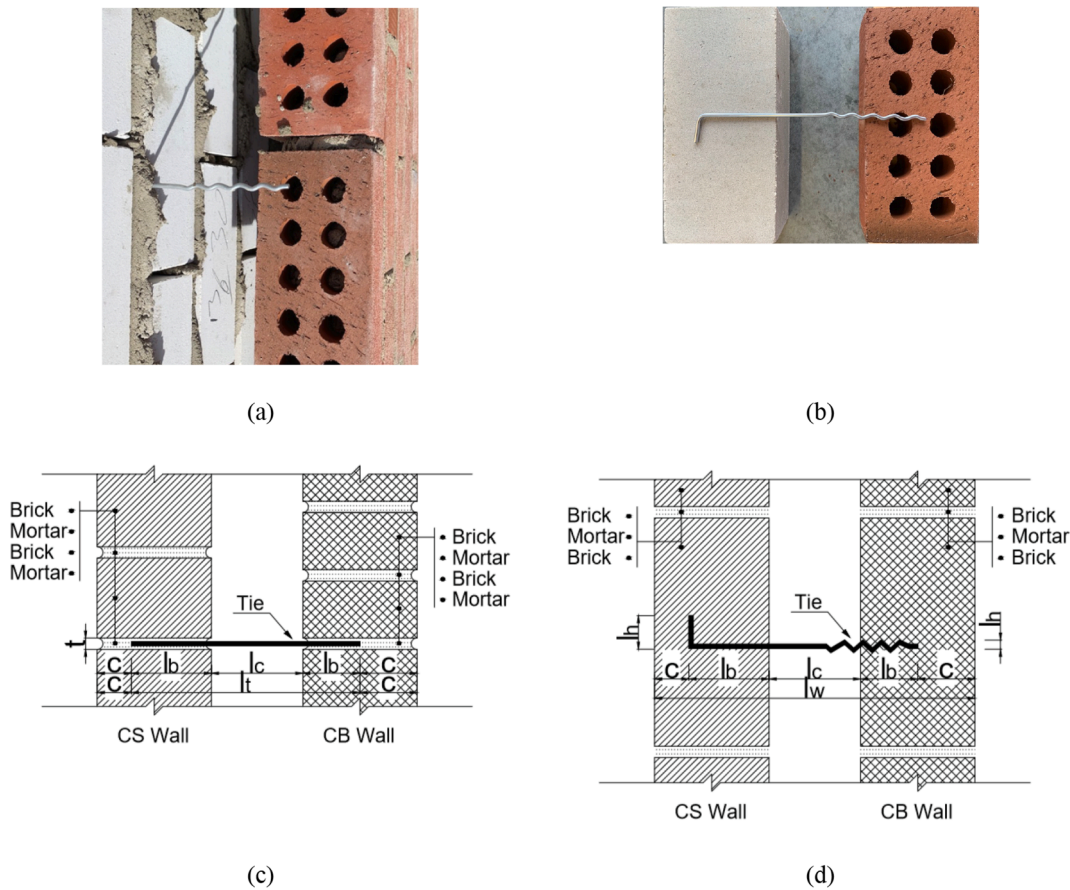 (a)
(b)
Brick
Mortar
Brick
Mortar
Brick
Mortar
Brick
Mortar
Tie
t
C
lb
lc
lb
C
C
lt
C
CS Wall
CB Wall
(c)
Brick
Mortar
Brick
Brick
Mortar
Brick
Tie
lh
lh
C
lb
lc
lb
C
lw
CS Wall
CB Wall
(d)